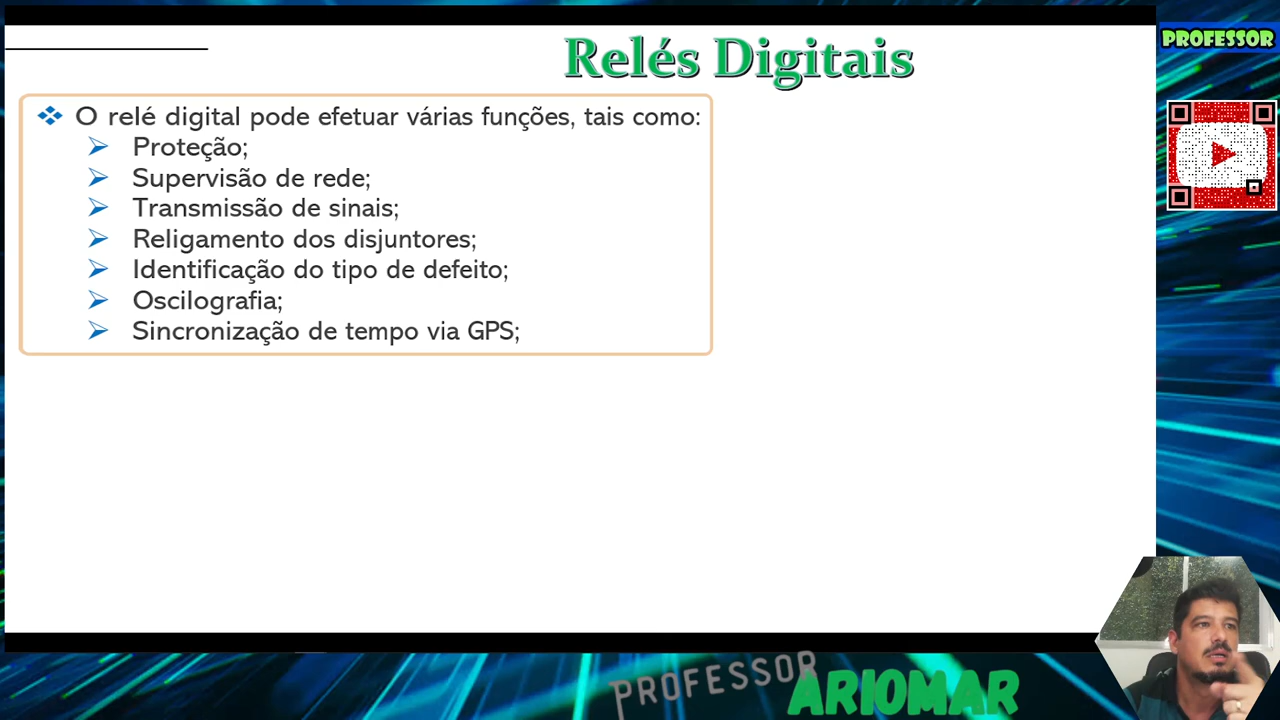 Relés Digitais
PROFESSOR
O relé digital pode efetuar várias funções, tais como:
Proteção;
Supervisão de rede;
Transmissão de sinais;
Religamento dos disjuntores;
Identificação do tipo de defeito;
Oscilografia;
Sincronização de tempo via GPS;
PROFESSOR
ARIOMAR